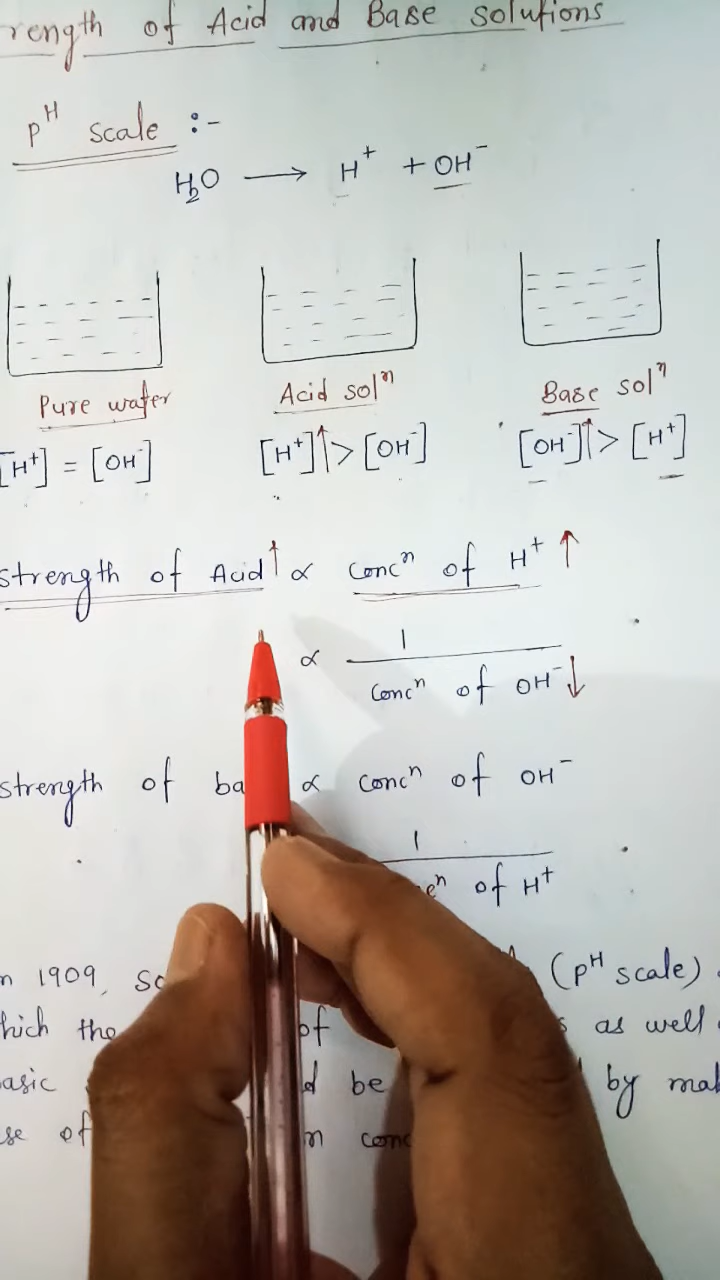 rength of Acid and Base solutions
pᴴ scale :-
H₂O ⟶ H⁺ + OH⁻
Pure water Acid solⁿ Base solⁿ
[H⁺] = [OH⁻] [H⁺]↑ > [OH⁻] [OH⁻]↑ > [H⁺]
strength of Acid↑ ∝ concⁿ of H⁺ ↑
∝ 1
concⁿ of OH⁻ ↓
strength of ba ∝ concⁿ of OH⁻
1
of H⁺
n 1909, (pᴴ scale)
hich the of as well
asic be by mak
se of conc